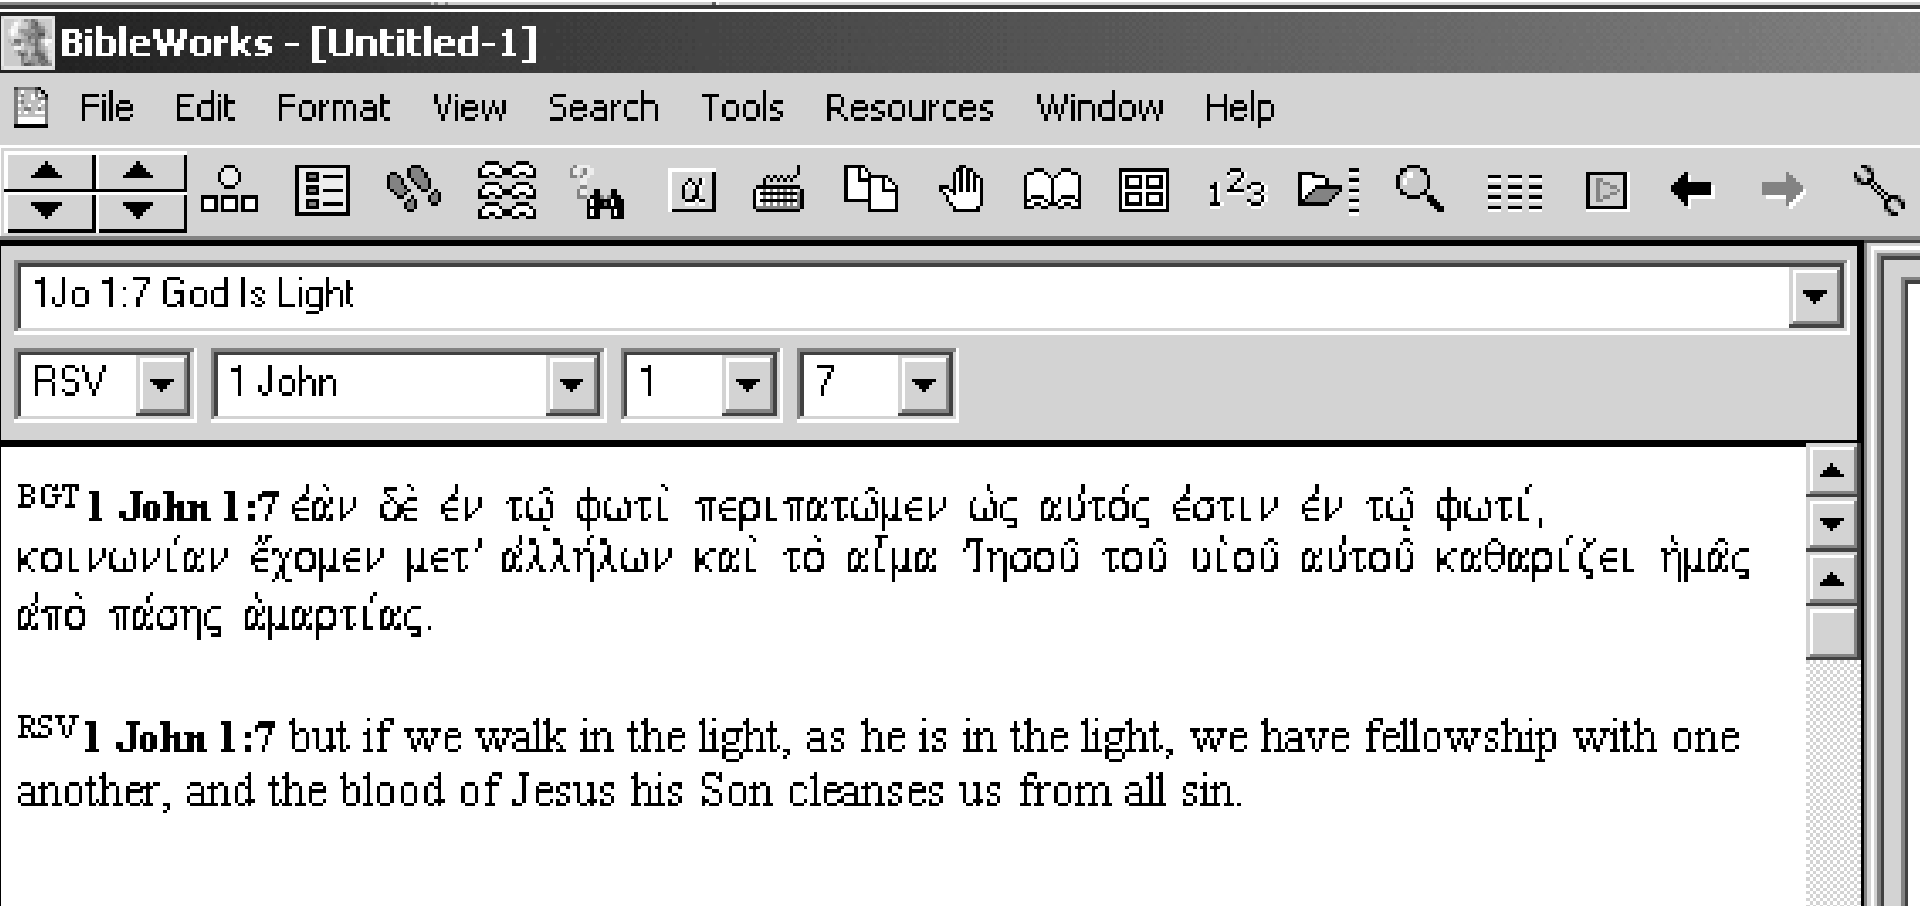 BibleWorks - [Untitled-1]
File Edit Format View Search Tools Resources Window Help
α 1 2 3
1Jo 1:7 God Is Light
RSV 1 John 1 7
BGT 1 John 1:7 ἐὰν δὲ ἐν τῷ φωτὶ περιπατῶμεν ὡς αὐτός ἐστιν ἐν τῷ φωτί,
κοινωνίαν ἔχομεν μετ' ἀλλήλων καὶ τὸ αἷμα Ἰησοῦ τοῦ υἱοῦ αὐτοῦ καθαρίζει ἡμᾶς
ἀπὸ πάσης ἁμαρτίας.
RSV 1 John 1:7 but if we walk in the light, as he is in the light, we have fellowship with one
another, and the blood of Jesus his Son cleanses us from all sin.